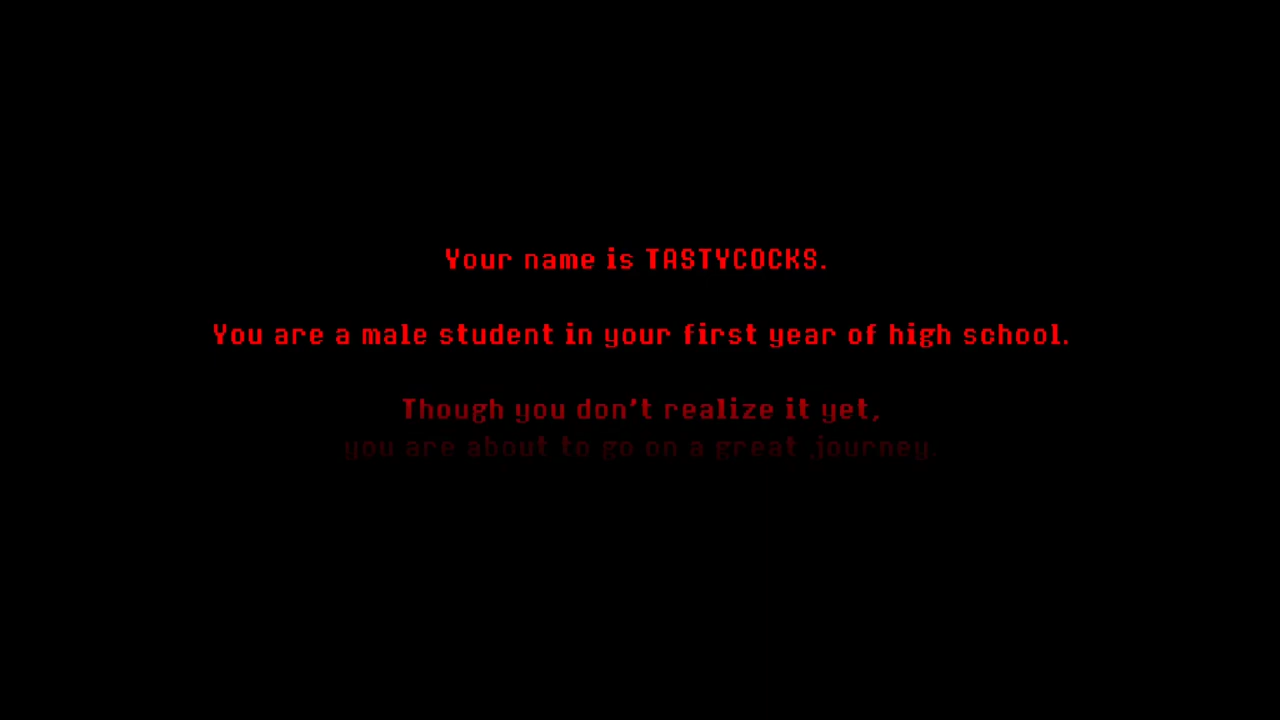 Your name is TASTYCOCKS.
You are a male student in your first year of high school.
Though you don't realize it yet,
you are about to go on a great journey.